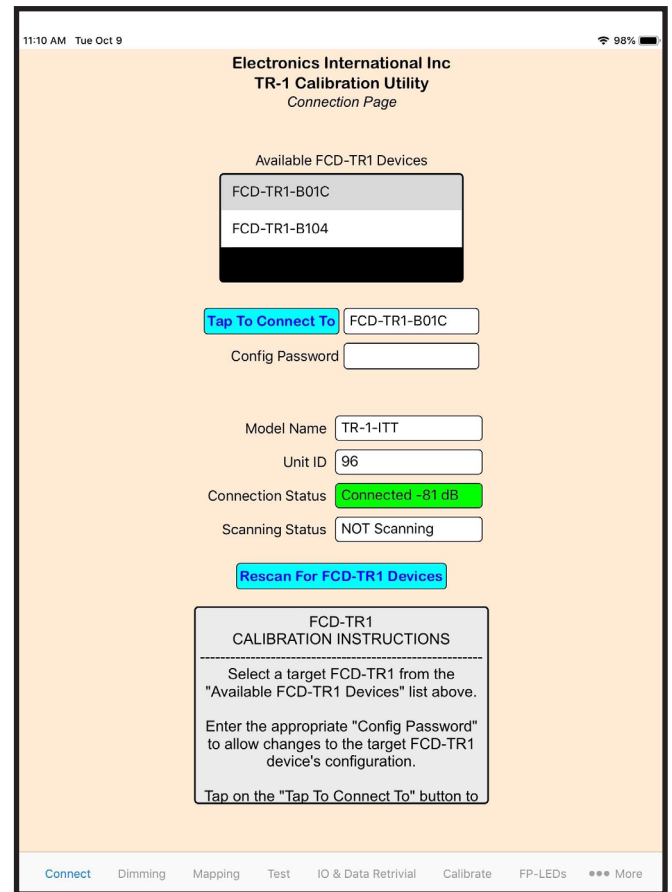 11:10 AM Tue Oct 9 98%
Electronics International Inc
TR-1 Calibration Utility
Connection Page
Available FCD-TR1 Devices
FCD-TR1-B01C
FCD-TR1-B104
Tap To Connect To FCD-TR1-B01C
Config Password
Model Name TR-1-ITT
Unit ID 96
Connection Status Connected -81 dB
Scanning Status NOT Scanning
Rescan For FCD-TR1 Devices
FCD-TR1
CALIBRATION INSTRUCTIONS
------------------------------------------------
Select a target FCD-TR1 from the
"Available FCD-TR1 Devices" list above.
Enter the appropriate "Config Password"
to allow changes to the target FCD-TR1
device's configuration.
Tap on the "Tap To Connect To" button to
Connect Dimming Mapping Test IO & Data Retrivial Calibrate FP-LEDs ••• More